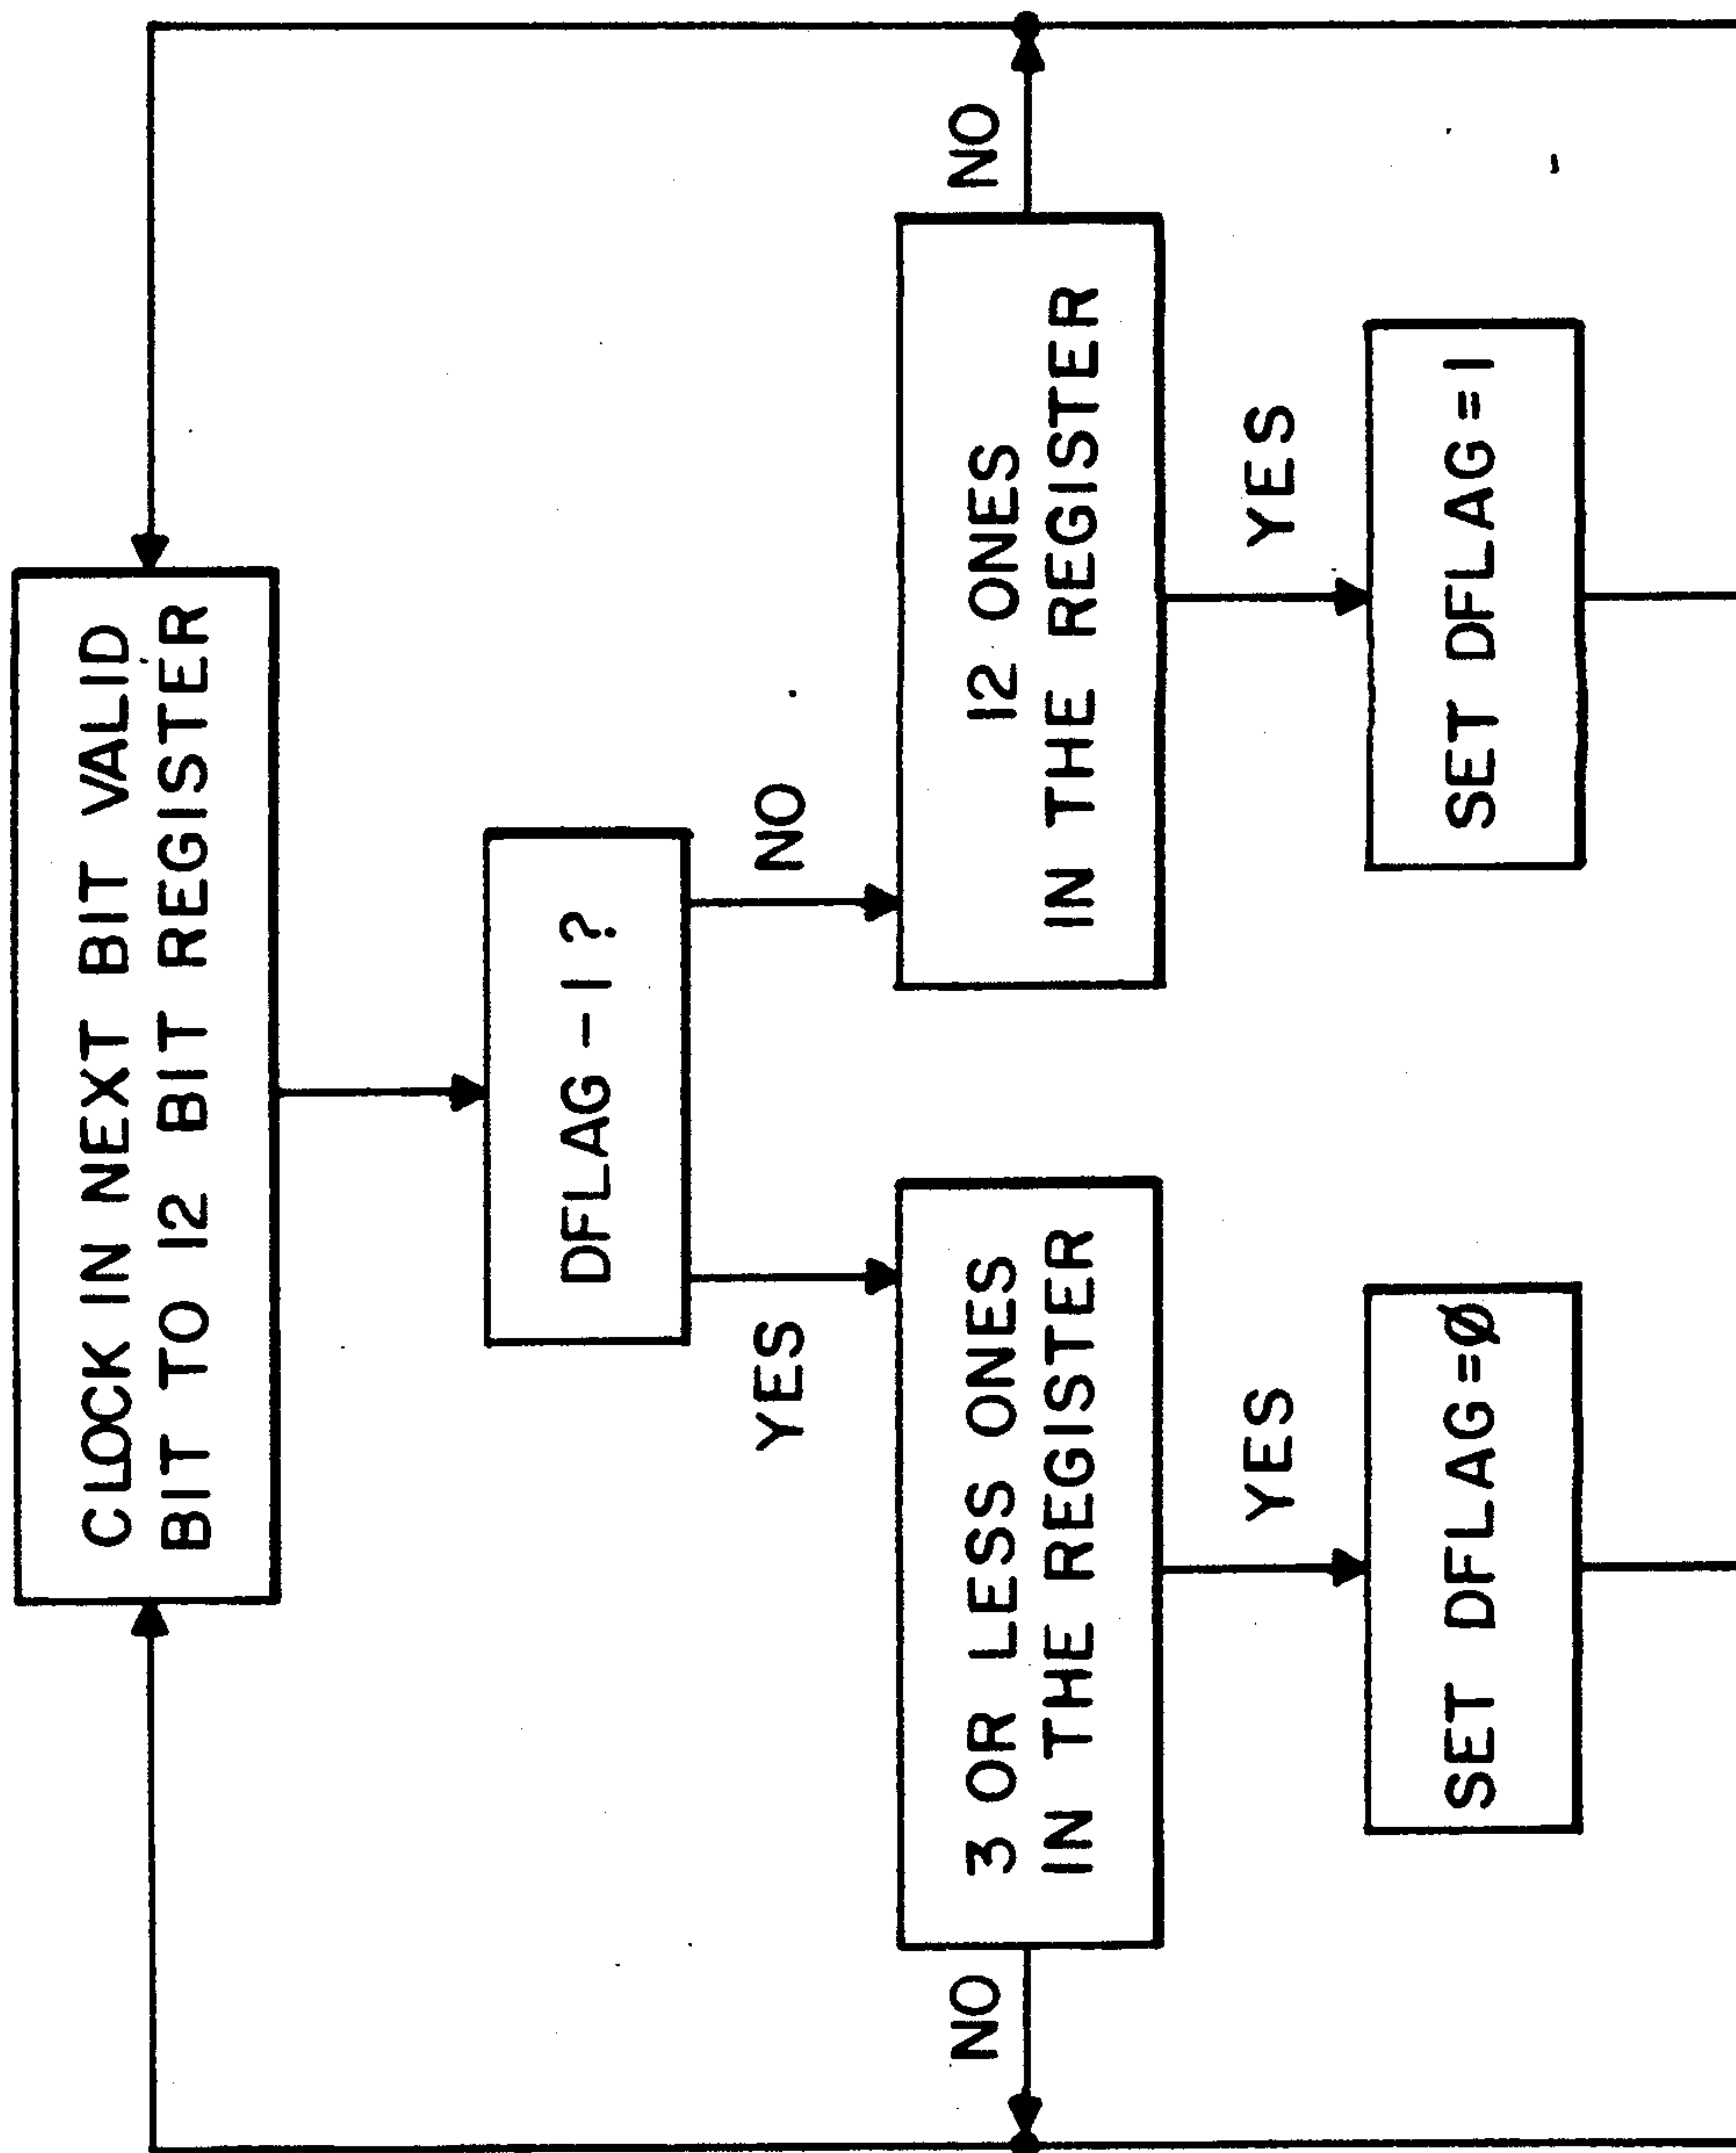 CLOCK IN NEXT BIT VALID
BIT TO 12 BIT REGISTER
DFLAG - 1 ?
YES
NO
3 OR LESS ONES
IN THE REGISTER
NO
YES
SET DFLAG = Ø
12 ONES
IN THE REGISTER
NO
YES
SET DFLAG = 1